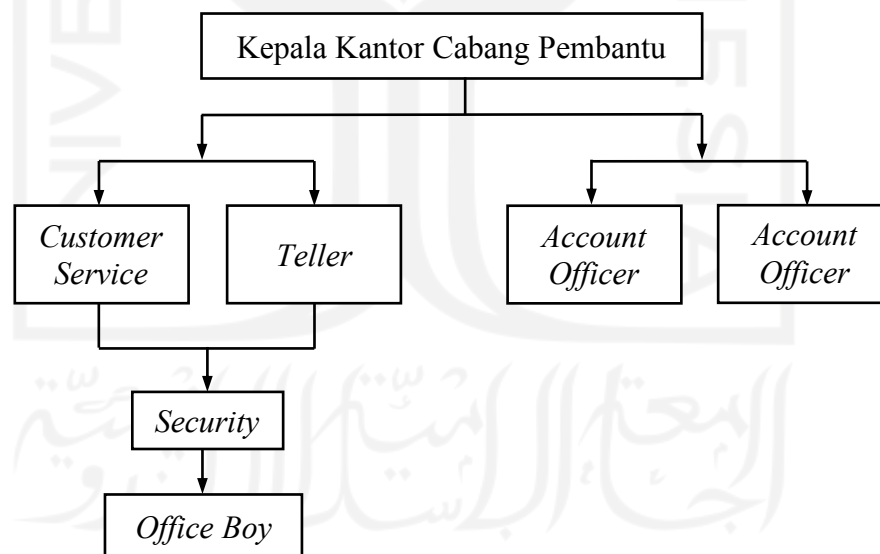 Kepala Kantor Cabang Pembantu
Customer
Service
Teller
Account
Officer
Account
Officer
Security
Office Boy